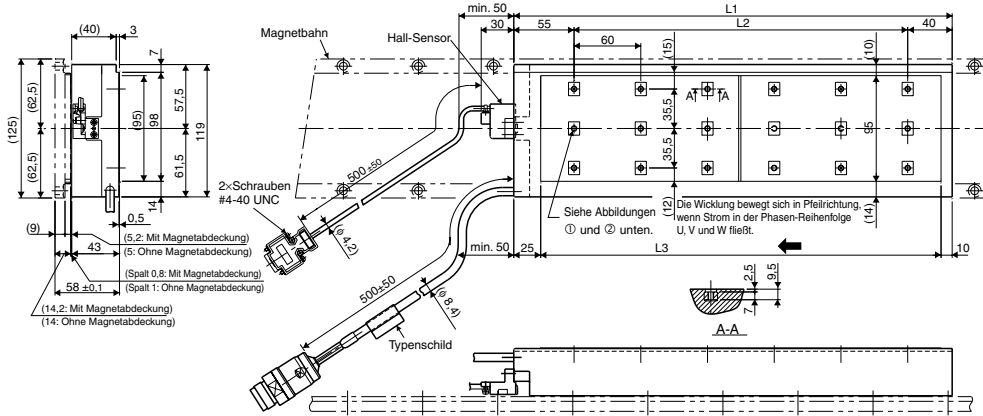 min. 50
L1
(40)
3
30
55
L2
40
7
Hall-Sensor
60
Magnetbahn
(15)
(10)
(62,5)
57,5
A
A
(125)
(95)
98
119
35,5
95
500±50
35,5
(62,5)
61,5
2×Schrauben
#4-40 UNC
14
(φ 4,2)
(12)
(14)
0,5
Siehe Abbildungen
① und ② unten.
Die Wicklung bewegt sich in Pfeilrichtung,
wenn Strom in der Phasen-Reihenfolge
U, V und W fließt.
(9)
(5,2: Mit Magnetabdeckung)
(5: Ohne Magnetabdeckung)
43
min. 50
25
L3
10
(Spalt 0,8: Mit Magnetabdeckung)
(Spalt 1: Ohne Magnetabdeckung)
58 ±0,1
500±50
(φ 8,4)
2,5
9,5
7
(14,2: Mit Magnetabdeckung)
(14: Ohne Magnetabdeckung)
A-A
Typenschild